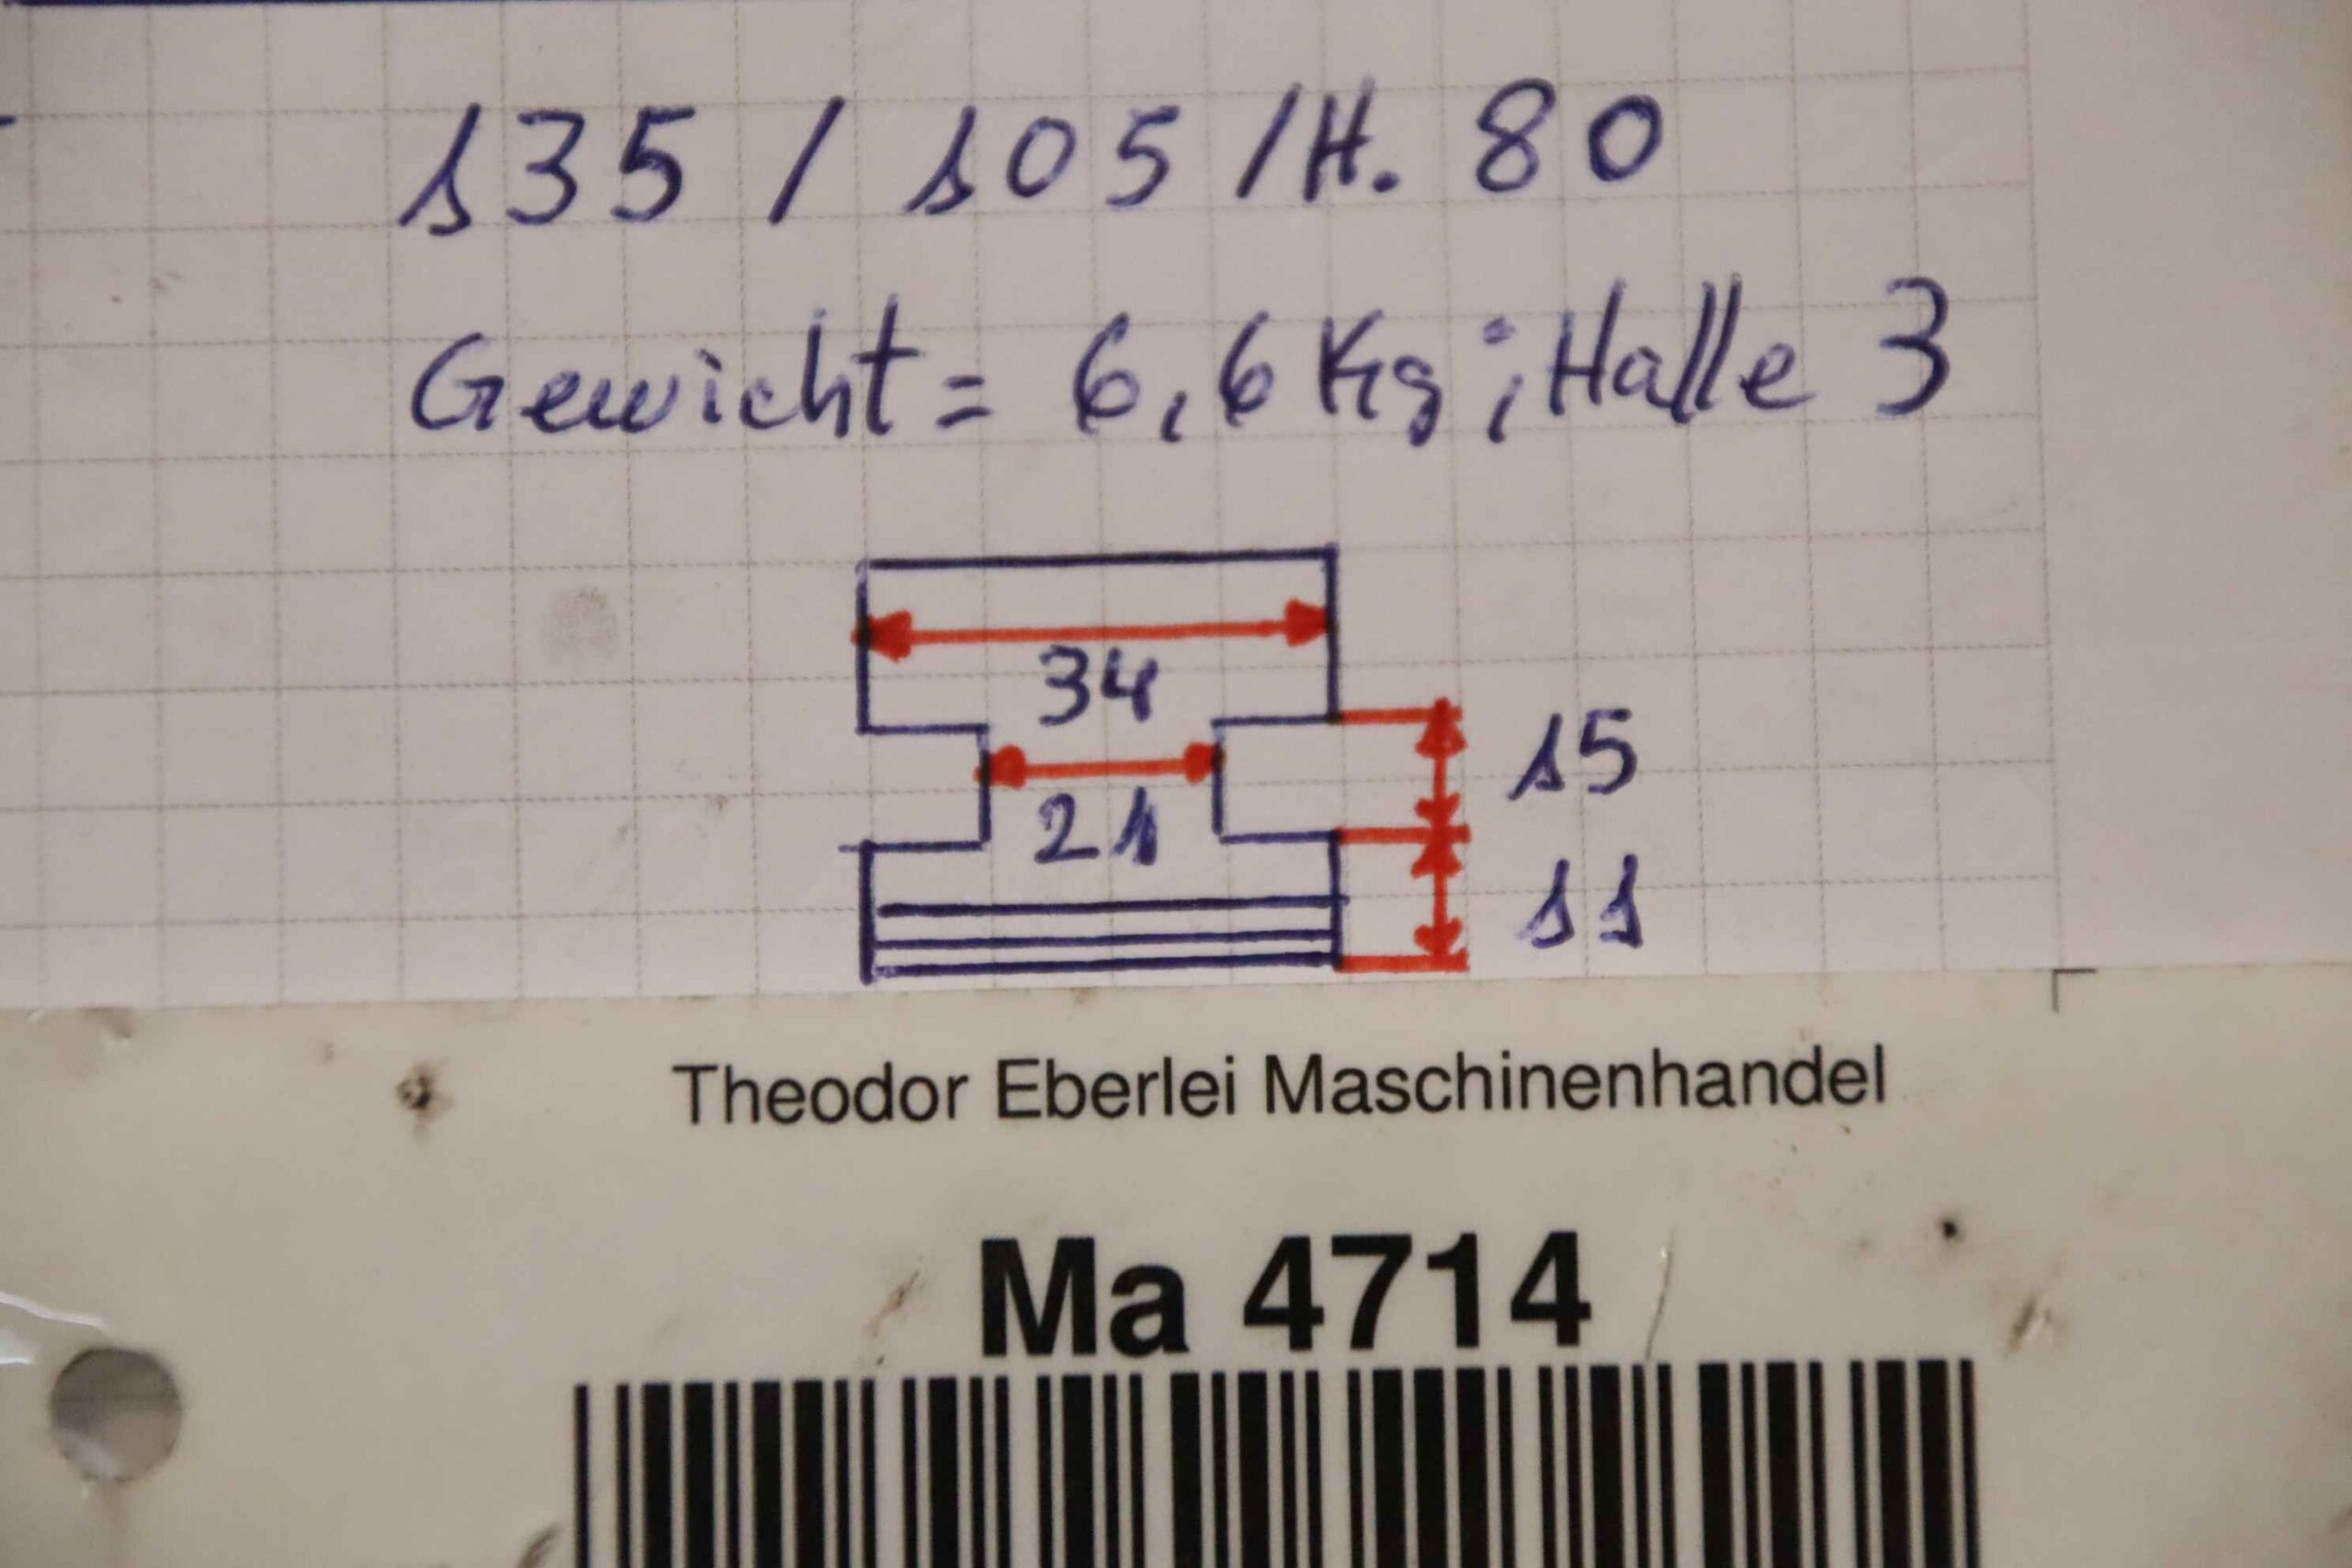 135 / 105 / H. 80
Gewicht = 6,6 Kg ; Halle 3
34
15
21
11
Theodor Eberlei Maschinenhandel
Ma 4714